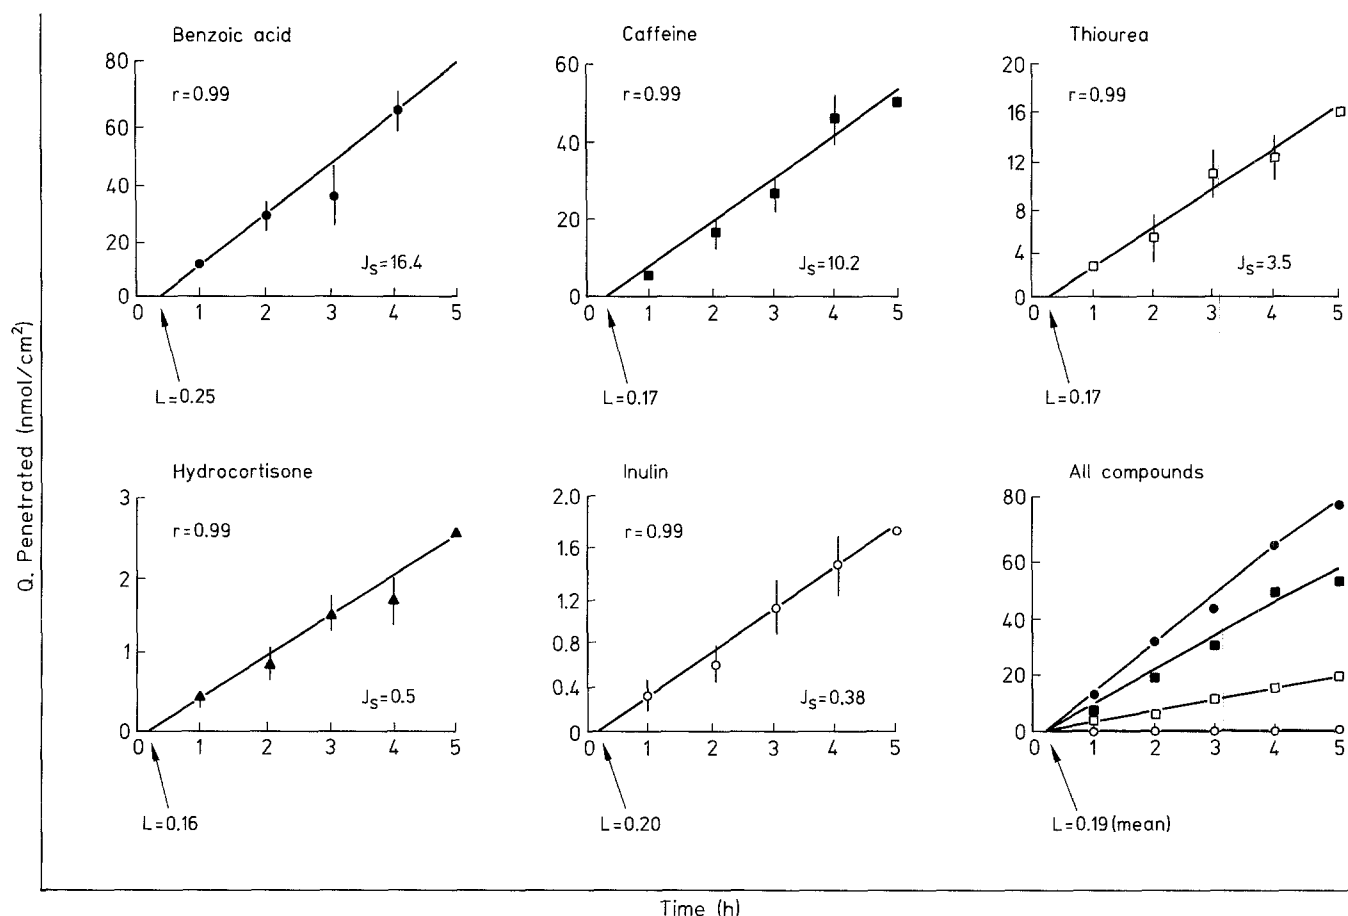 Q. Penetrated (nmol/cm²)
Benzoic acid
r=0.99
80
60
40
20
0
0 1 2 3 4 5
Jₛ=16.4
L=0.25
Caffeine
r=0.99
60
40
20
0
0 1 2 3 4 5
Jₛ=10.2
L=0.17
Thiourea
r=0.99
20
16
12
8
4
0
0 1 2 3 4 5
Jₛ=3.5
L=0.17
Hydrocortisone
r=0.99
3
2
1
0
0 1 2 3 4 5
Jₛ=0.5
L=0.16
Inulin
r=0.99
2.0
1.6
1.2
0.8
0.4
0
0 1 2 3 4 5
Jₛ=0.38
L=0.20
All compounds
80
60
40
20
0
0 1 2 3 4 5
L=0.19 (mean)
Time (h)